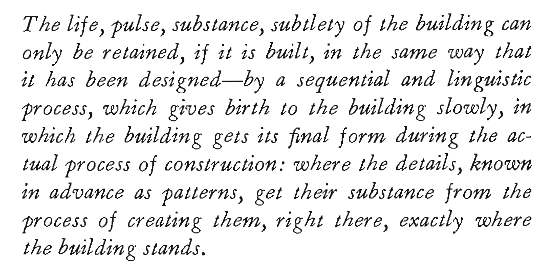 The life, pulse, substance, subtlety of the building can
only be retained, if it is built, in the same way that
it has been designed—by a sequential and linguistic
process, which gives birth to the building slowly, in
which the building gets its final form during the ac-
tual process of construction: where the details, known
in advance as patterns, get their substance from the
process of creating them, right there, exactly where
the building stands.